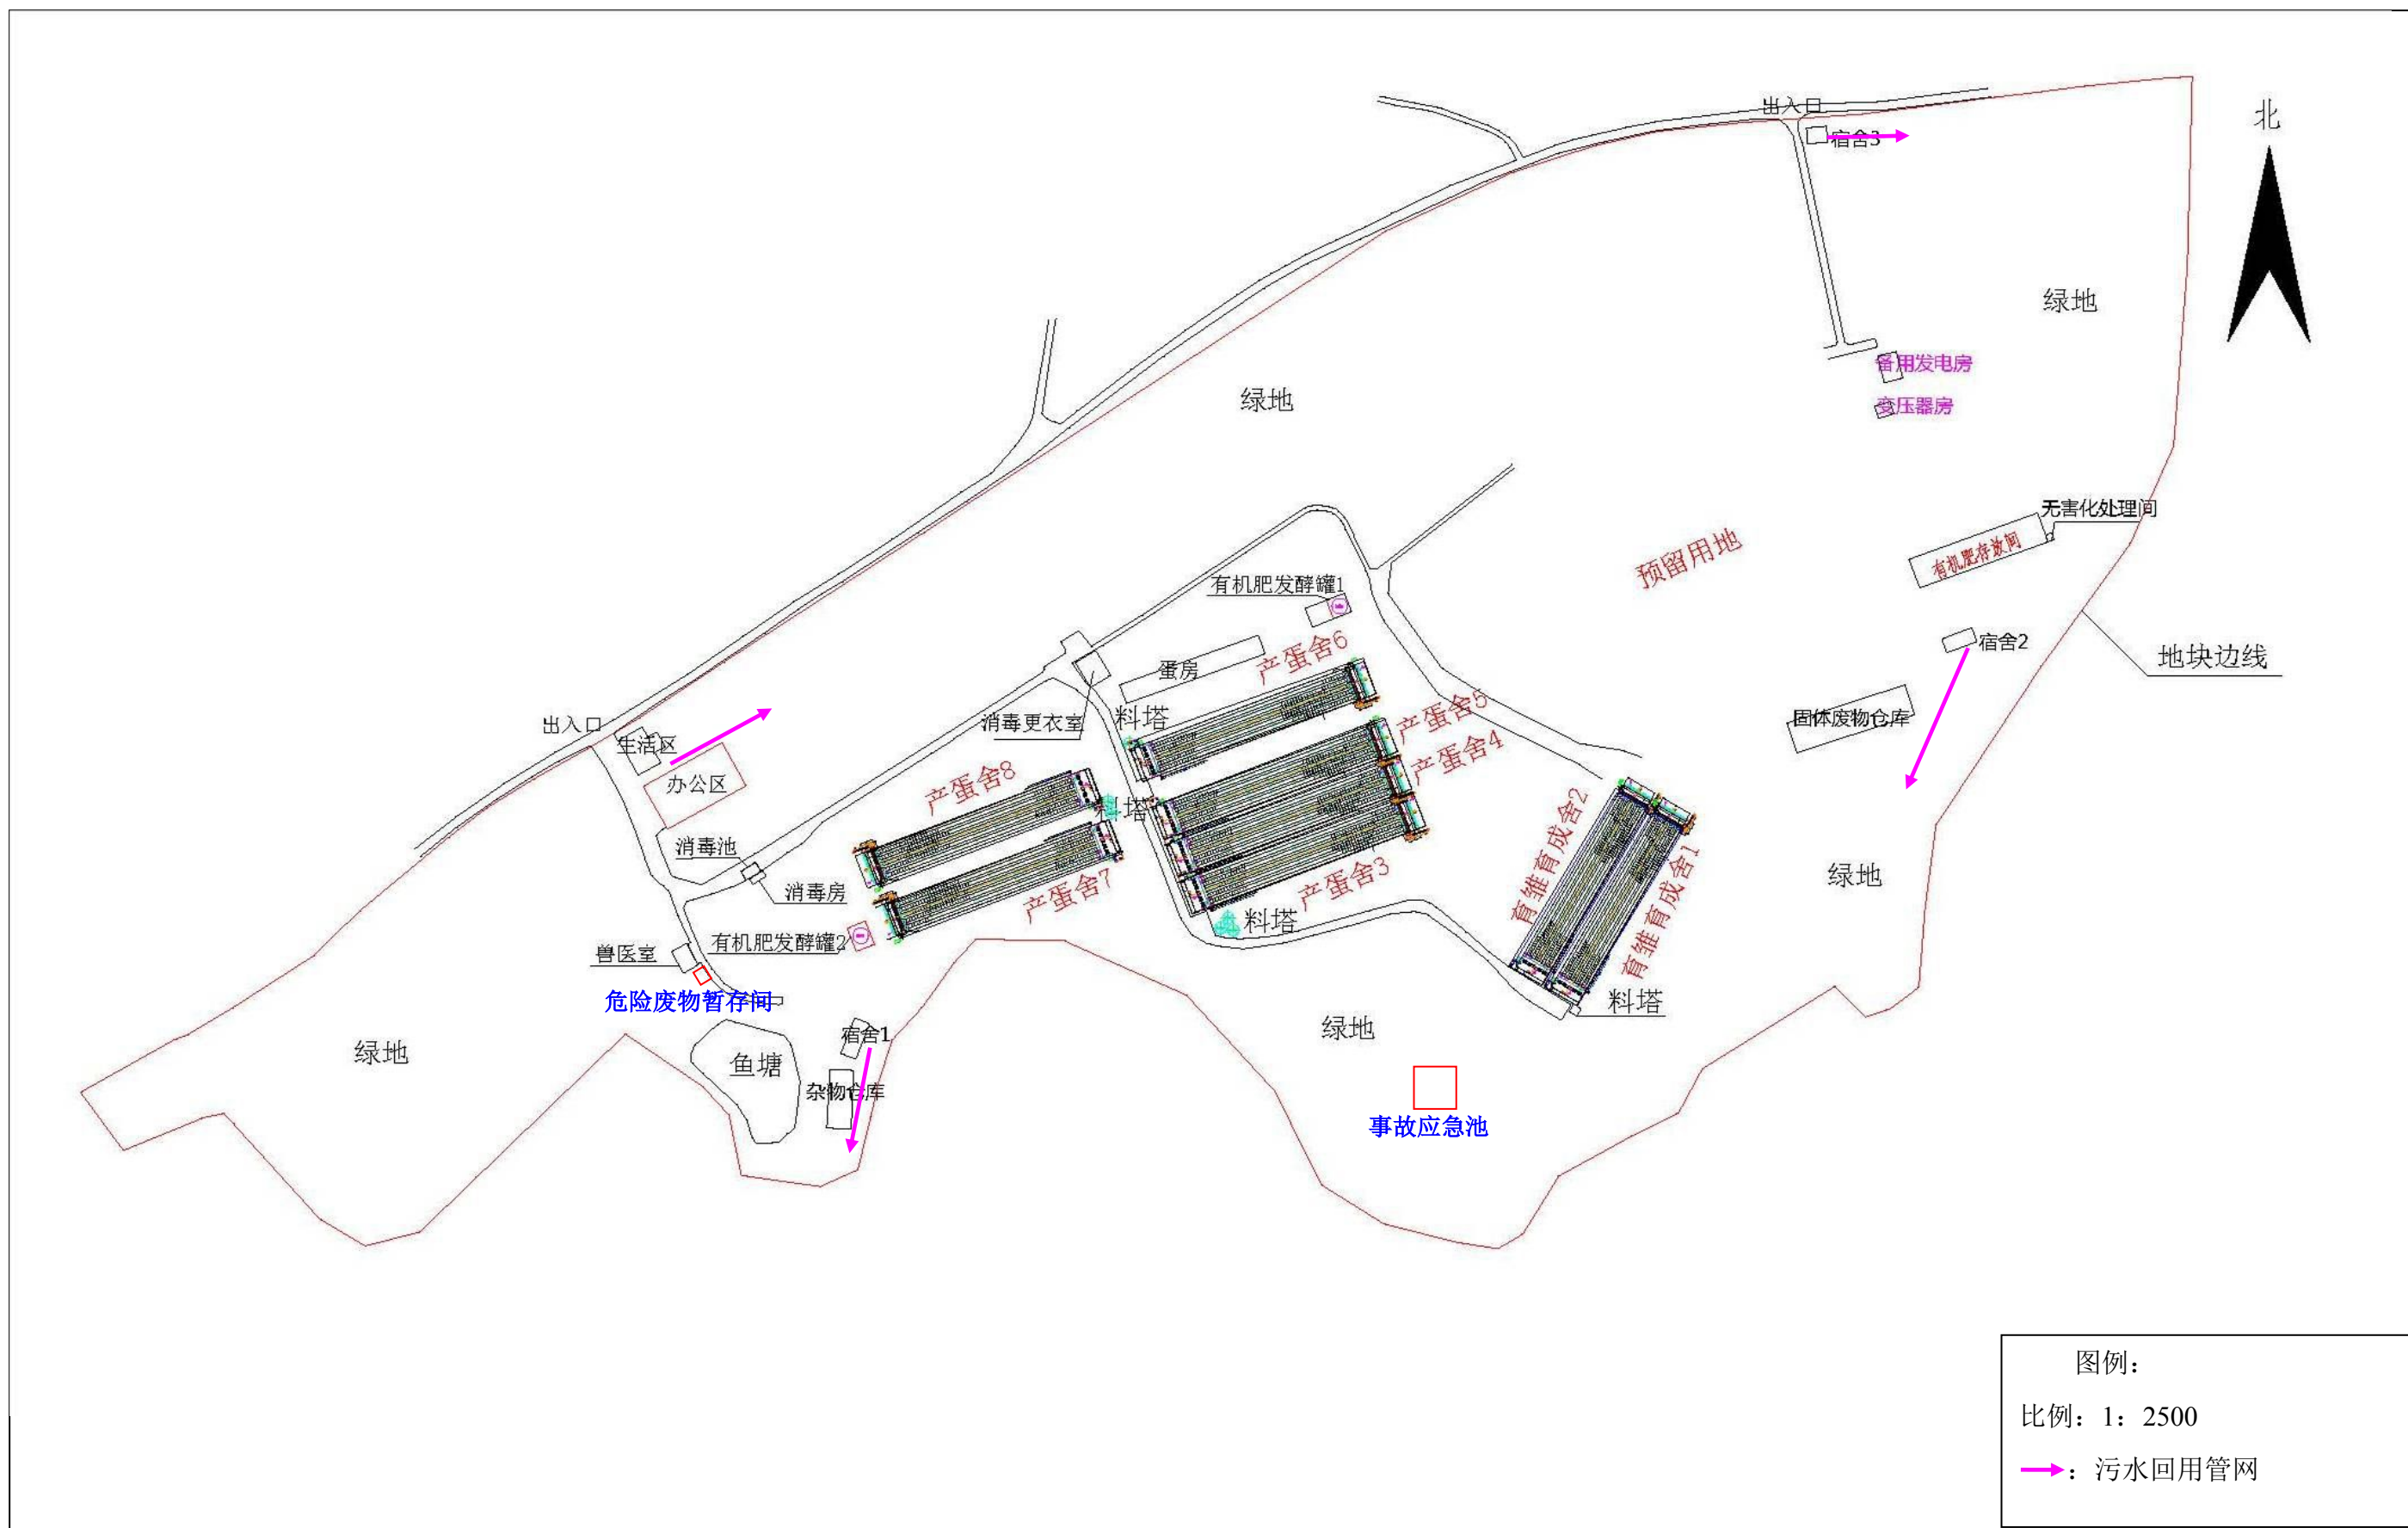 出入口
宿舍3
北
绿地
备用发电房
绿地
变压器房
无害化处理间
有机肥存放间
预留用地
有机肥发酵罐1
宿舍2
产蛋舍6
地块边线
蛋房
料塔
消毒更衣室
产蛋舍5
固体废物仓库
出入口
生活区
产蛋舍4
办公区
产蛋舍8
料塔
消毒池
育雏育成舍2
绿地
消毒房
产蛋舍7
产蛋舍3
育雏育成舍1
料塔
有机肥发酵罐2
兽医室
危险废物暂存间
料塔
绿地
宿舍1
绿地
鱼塘
杂物仓库
事故应急池
图例：
比例：1：2500
：污水回用管网